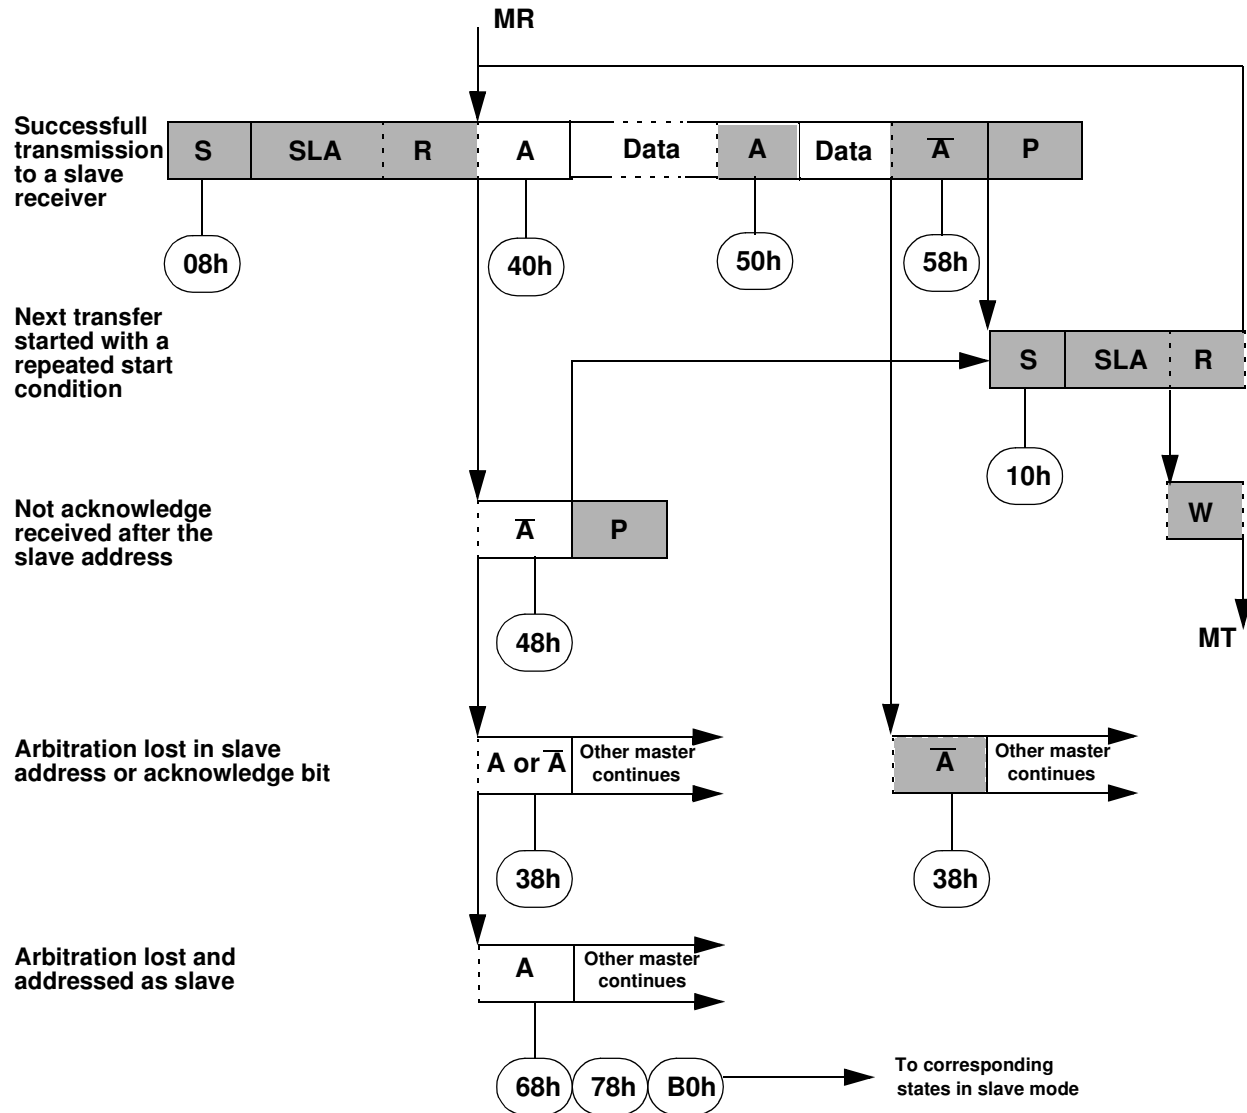 MR
Successfull
transmission
to a slave
receiver
S SLA R A Data A Data A̅ P
08h 40h 50h 58h
Next transfer
started with a
repeated start
condition
S SLA R
10h
Not acknowledge
received after the
slave address
A̅ P
W
48h
MT
Arbitration lost in slave
address or acknowledge bit
A or A̅
Other master
continues
A̅
Other master
continues
38h 38h
Arbitration lost and
addressed as slave
A
Other master
continues
68h 78h B0h
To corresponding
states in slave mode